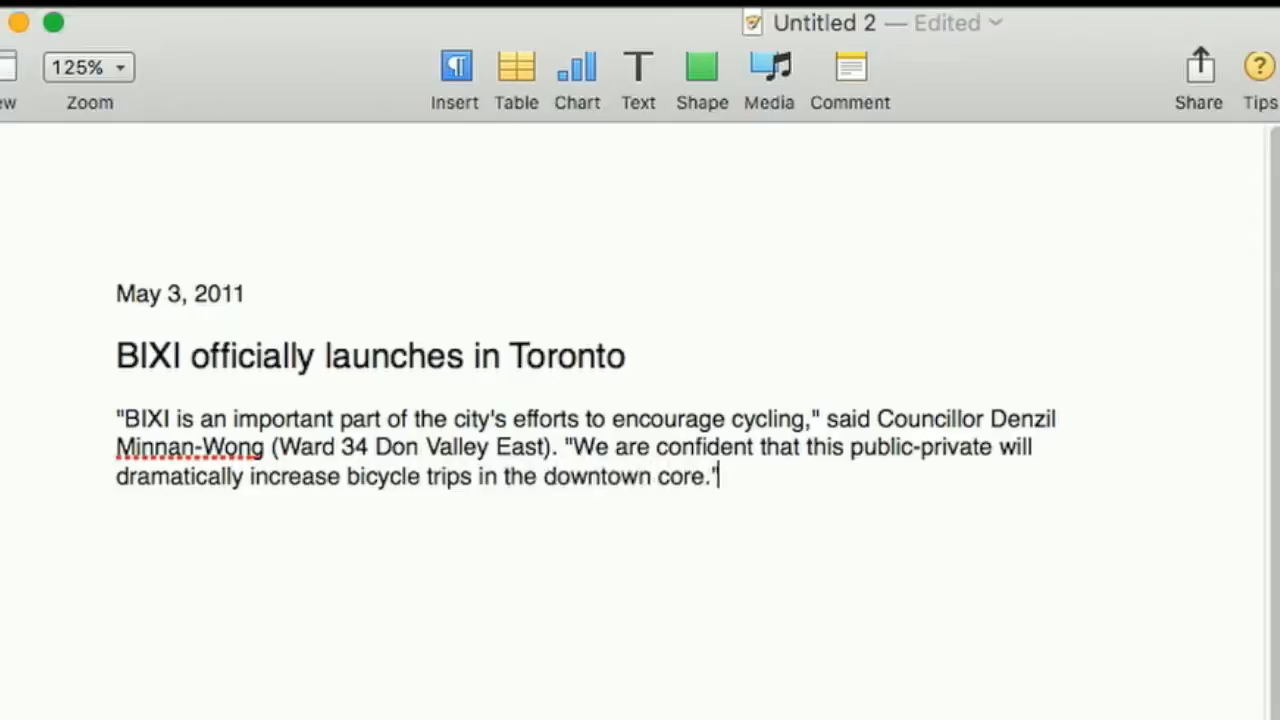 Untitled 2 — Edited
125%
ew Zoom Insert Table Chart Text Shape Media Comment Share Tips
May 3, 2011
BIXI officially launches in Toronto
"BIXI is an important part of the city's efforts to encourage cycling," said Councillor Denzil
Minnan-Wong (Ward 34 Don Valley East). "We are confident that this public-private will
dramatically increase bicycle trips in the downtown core."